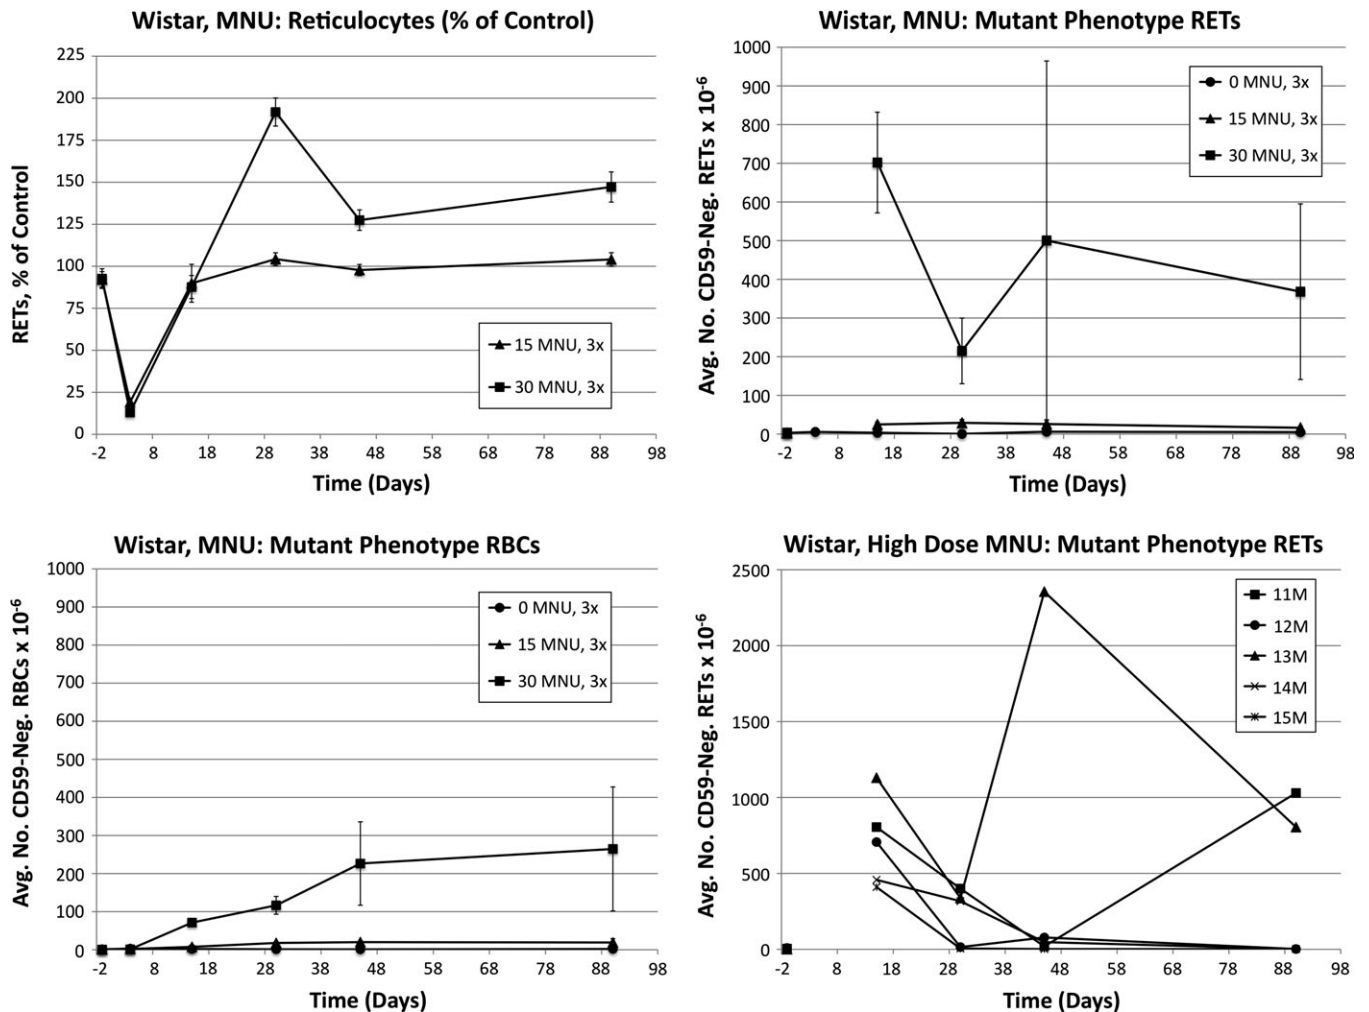 Wistar, MNU: Reticulocytes (% of Control)
RETs, % of Control
225
200
175
150
125
100
75
50
25
0
-2 8 18 28 38 48 58 68 78 88 98
Time (Days)
15 MNU, 3x
30 MNU, 3x
Wistar, MNU: Mutant Phenotype RETs
Avg. No. CD59-Neg. RETs x 10-6
1000
900
800
700
600
500
400
300
200
100
0
-2 8 18 28 38 48 58 68 78 88 98
Time (Days)
0 MNU, 3x
15 MNU, 3x
30 MNU, 3x
Wistar, MNU: Mutant Phenotype RBCs
Avg. No. CD59-Neg. RBCs x 10-6
1000
900
800
700
600
500
400
300
200
100
0
-2 8 18 28 38 48 58 68 78 88 98
Time (Days)
0 MNU, 3x
15 MNU, 3x
30 MNU, 3x
Wistar, High Dose MNU: Mutant Phenotype RETs
Avg. No. CD59-Neg. RETs x 10-6
2500
2000
1500
1000
500
0
-2 8 18 28 38 48 58 68 78 88 98
Time (Days)
11M
12M
13M
14M
15M